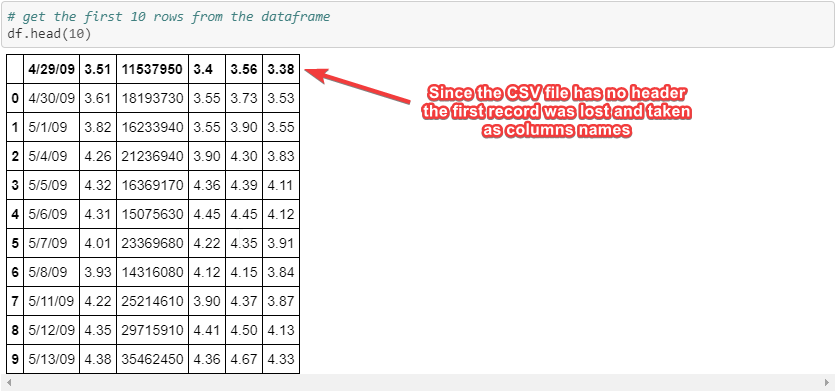 # get the first 10 rows from the dataframe
df.head(10)
4/29/09 3.51 11537950 3.4 3.56 3.38
0 4/30/09 3.61 18193730 3.55 3.73 3.53
1 5/1/09 3.82 16233940 3.55 3.90 3.55
2 5/4/09 4.26 21236940 3.90 4.30 3.83
3 5/5/09 4.32 16369170 4.36 4.39 4.11
4 5/6/09 4.31 15075630 4.45 4.45 4.12
5 5/7/09 4.01 23369680 4.22 4.35 3.91
6 5/8/09 3.93 14316080 4.12 4.15 3.84
7 5/11/09 4.22 25214610 3.90 4.37 3.87
8 5/12/09 4.35 29715910 4.41 4.50 4.13
9 5/13/09 4.38 35462450 4.36 4.67 4.33
Since the CSV file has no header
the first record was lost and taken
as columns names